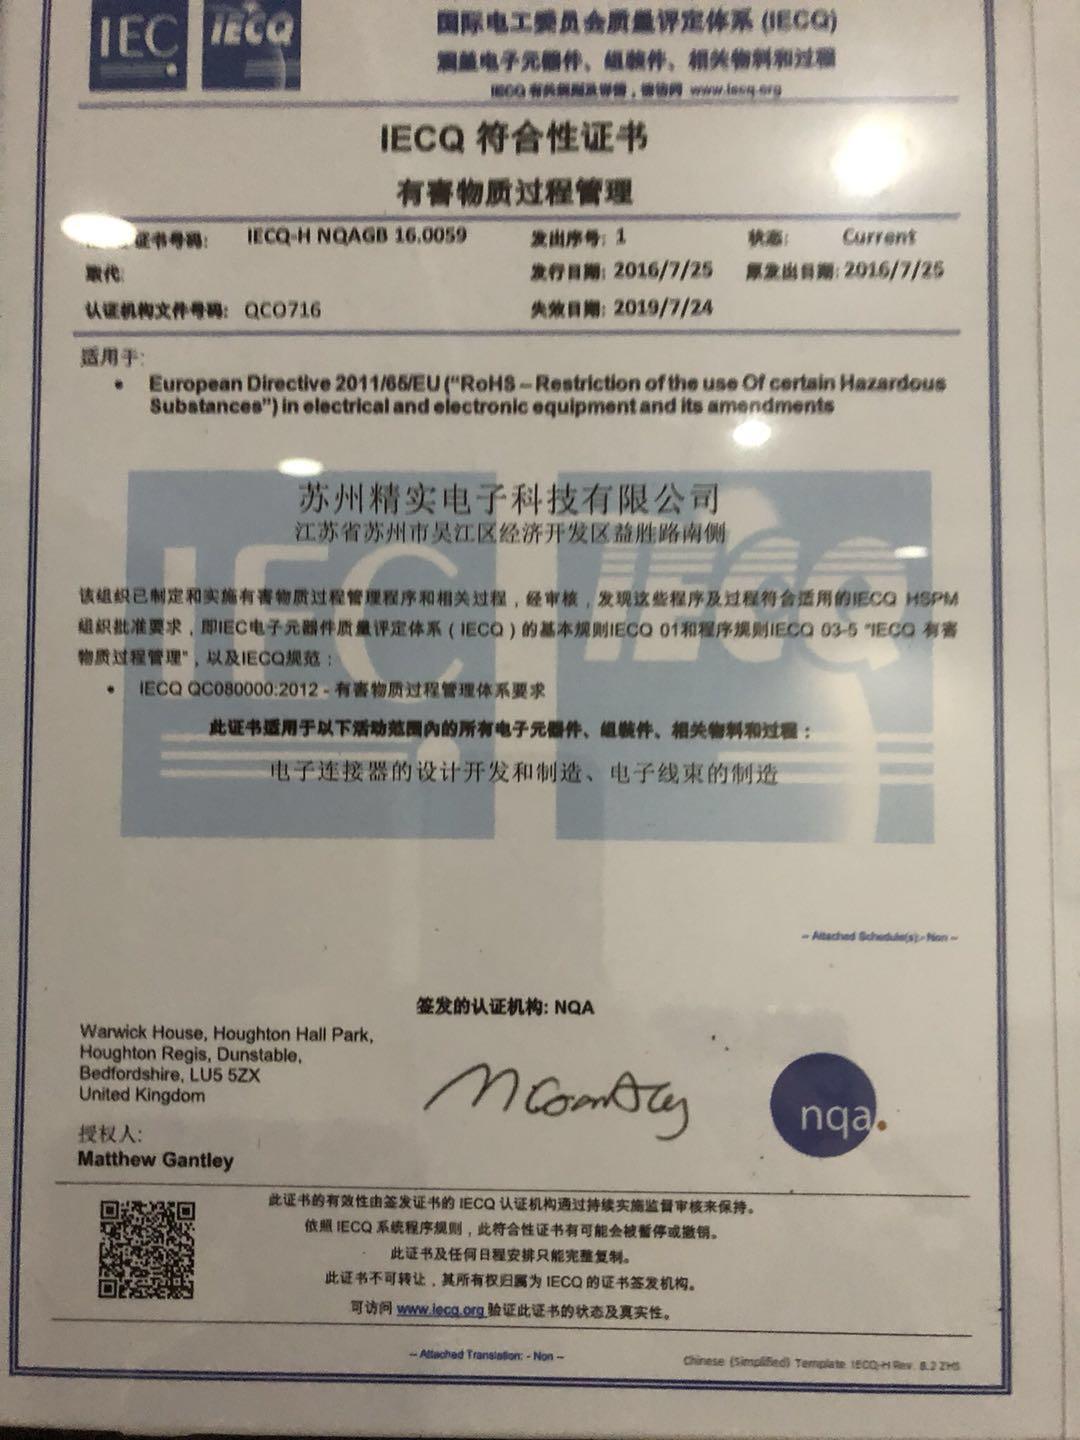 IEC
IECQ
国际电工委员会质量评定体系 (IECQ)
涵盖电子元器件、组装件、相关物料和过程
IECQ 有关规则及详情，请访问 www.iecq.org
IECQ 符合性证书
有害物质过程管理
证书号码: IECQ-H NQAGB 16.0059 发出序号: 1 状态: Current
取代: 发行日期: 2016/7/25 原发出日期: 2016/7/25
认证机构文件号码: QCO716 失效日期: 2019/7/24
适用于:
• European Directive 2011/65/EU (“RoHS – Restriction of the use Of certain Hazardous
Substances”) in electrical and electronic equipment and its amendments
苏州精实电子科技有限公司
江苏省苏州市吴江区经济开发区益胜路南侧
IEC
IECQ
该组织已制定和实施有害物质过程管理程序和相关过程，经审核，发现这些程序及过程符合适用的IECQ HSPM
组织批准要求，即IEC电子元器件质量评定体系（IECQ）的基本规则IECQ 01和程序规则IECQ 03-5 “IECQ 有害
物质过程管理”，以及IECQ规范：
• IECQ QC080000:2012 - 有害物质过程管理体系要求
此证书适用于以下活动范围内的所有电子元器件、组装件、相关物料和过程：
电子连接器的设计开发和制造、电子线束的制造
-- Attached Schedule(s):- Non --
签发的认证机构: NQA
Warwick House, Houghton Hall Park,
Houghton Regis, Dunstable,
Bedfordshire, LU5 5ZX
United Kingdom
nqa.
授权人:
Matthew Gantley
此证书的有效性由签发证书的 IECQ 认证机构通过持续实施监督审核来保持。
依照 IECQ 系统程序规则，此符合性证书有可能会被暂停或撤销。
此证书及任何日程安排只能完整复制。
此证书不可转让，其所有权归属为 IECQ 的证书签发机构。
可访问 www.iecq.org 验证此证书的状态及真实性。
-- Attached Translation: - Non --
Chinese (Simplified) Template IECQ-H Rev. 8.2 ZHS